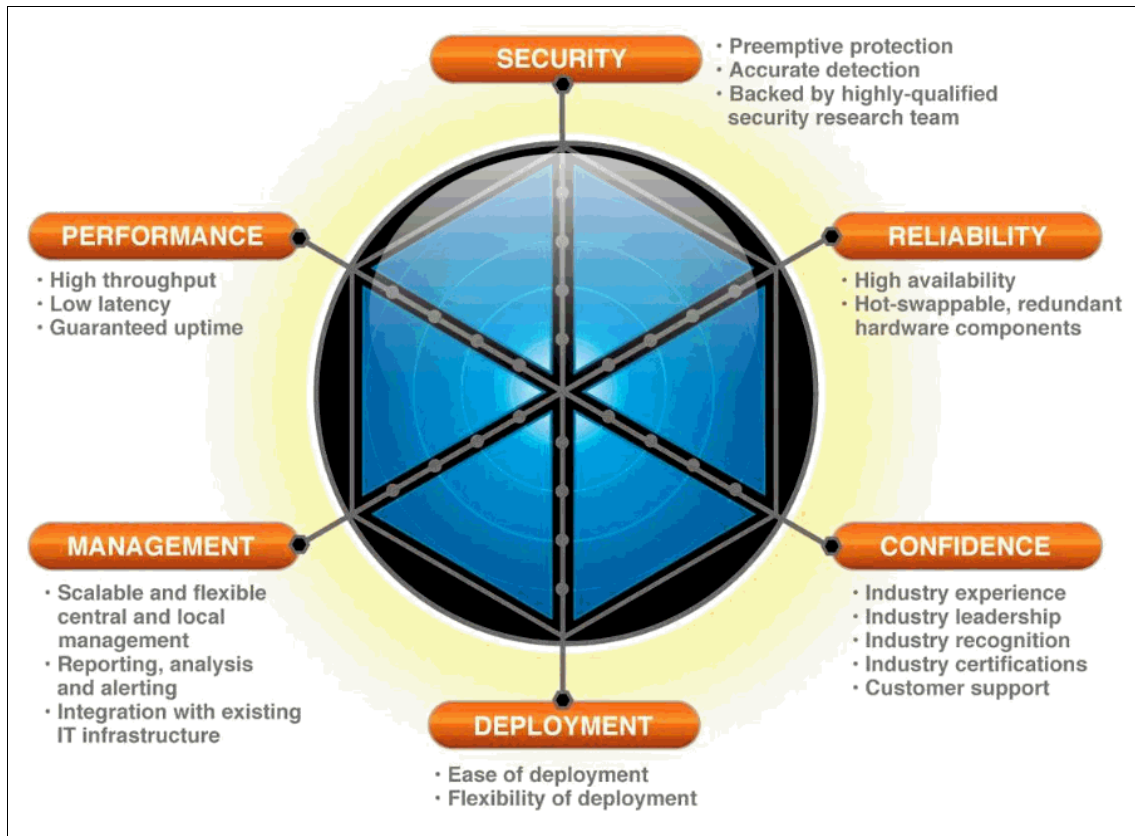 SECURITY
· Preemptive protection
· Accurate detection
· Backed by highly-qualified
security research team
PERFORMANCE
· High throughput
· Low latency
· Guaranteed uptime
RELIABILITY
· High availability
· Hot-swappable, redundant
hardware components
MANAGEMENT
· Scalable and flexible
central and local
management
· Reporting, analysis
and alerting
· Integration with existing
IT infrastructure
CONFIDENCE
· Industry experience
· Industry leadership
· Industry recognition
· Industry certifications
· Customer support
DEPLOYMENT
· Ease of deployment
· Flexibility of deployment